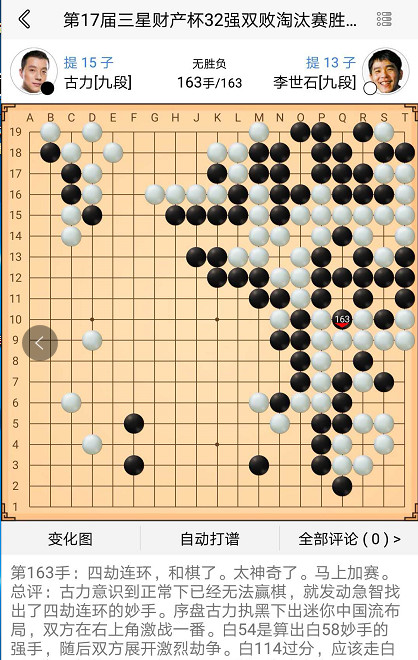 第17届三星财产杯32强双败淘汰赛胜...
提 15 子
古力[九段]
无胜负
163手/163
提 13 子
李世石[九段]
A B C D E F G H J K L M N O P Q R S T
19
18
17
16
15
14
13
12
11
10
163
9
8
7
6
5
4
3
2
1
变化图
自动打谱
全部评论 ( 0 ) >
第163手：四劫连环，和棋了。太神奇了。马上加赛。
总评：古力意识到正常下已经无法赢棋，就发动急智找
出了四劫连环的妙手。序盘古力执黑下出迷你中国流布
局，双方在右上角激战一番。白54是算出白58妙手的
强手，随后双方展开激烈劫争。白114过分，应该走白